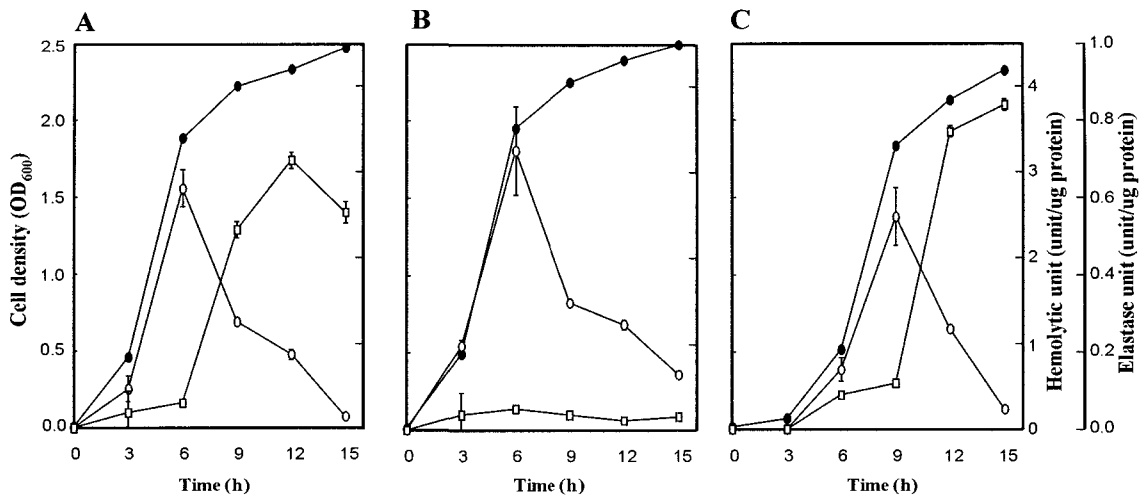 A
B
C
Cell density (OD600)
2.5
2.0
1.5
1.0
0.5
0.0
0 3 6 9 12 15
0 3 6 9 12 15
0 3 6 9 12 15
Time (h)
Time (h)
Time (h)
4
3
2
1
0
Hemolytic unit (unit/ug protein)
1.0
0.8
0.6
0.4
0.2
0.0
Elastase unit (unit/ug protein)